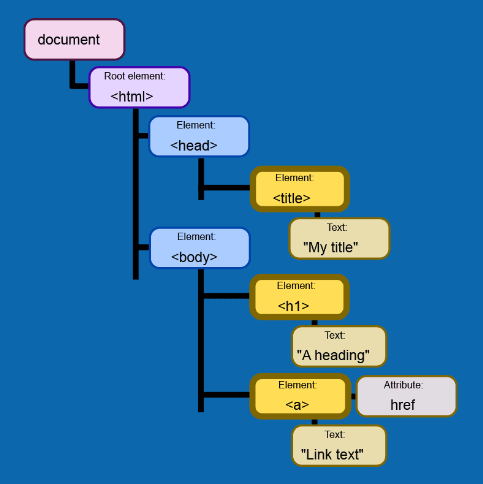 document
Root element:
<html>
Element:
<head>
Element:
<title>
Text:
"My title"
Element:
<body>
Element:
<h1>
Text:
"A heading"
Element:
<a>
Attribute:
href
Text:
"Link text"